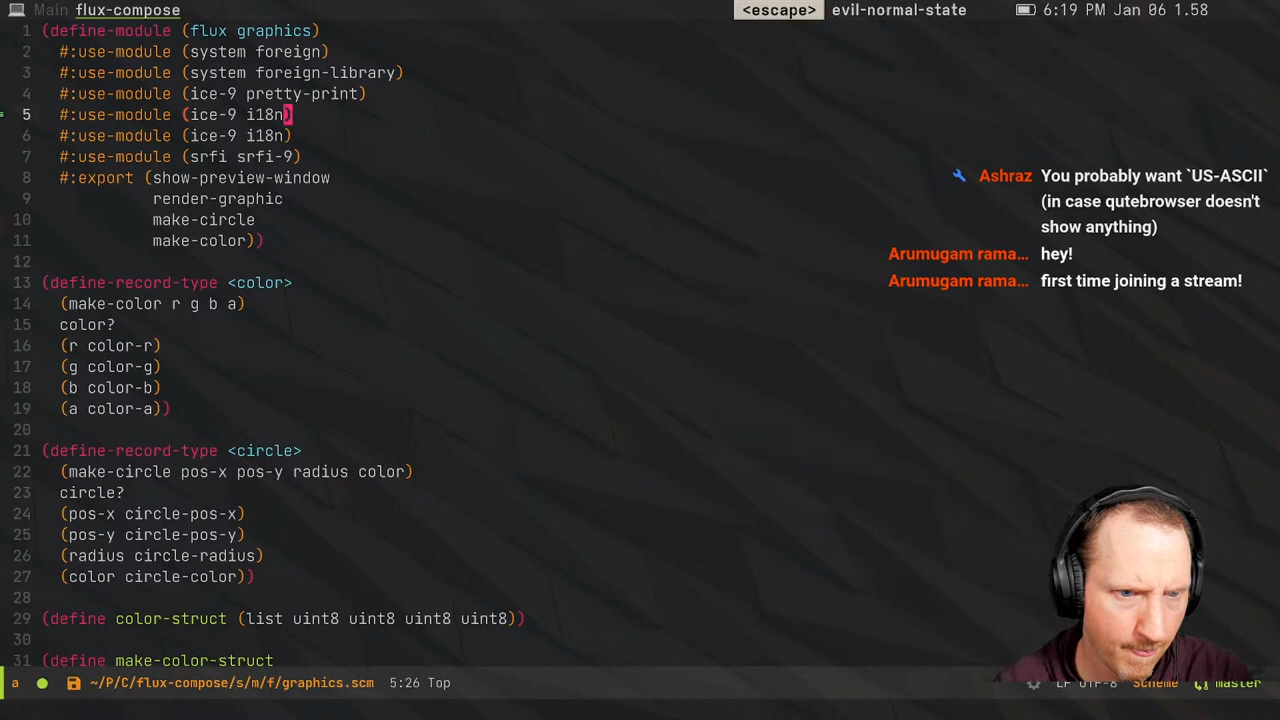 Main flux-compose <escape> evil-normal-state 6:19 PM Jan 06 1.58
1 (define-module (flux graphics)
2 #:use-module (system foreign)
3 #:use-module (system foreign-library)
4 #:use-module (ice-9 pretty-print)
5 #:use-module (ice-9 i18n)
6 #:use-module (ice-9 i18n)
7 #:use-module (srfi srfi-9)
8 #:export (show-preview-window
9 render-graphic
10 make-circle
11 make-color))
12
13 (define-record-type <color>
14 (make-color r g b a)
15 color?
16 (r color-r)
17 (g color-g)
18 (b color-b)
19 (a color-a))
20
21 (define-record-type <circle>
22 (make-circle pos-x pos-y radius color)
23 circle?
24 (pos-x circle-pos-x)
25 (pos-y circle-pos-y)
26 (radius circle-radius)
27 (color circle-color))
28
29 (define color-struct (list uint8 uint8 uint8 uint8))
30
31 (define make-color-struct
a ~/P/C/flux-compose/s/m/f/graphics.scm 5:26 Top LF UTF-8 Scheme master
Ashraz You probably want `US-ASCII`
(in case qutebrowser doesn't
show anything)
Arumugam rama... hey!
Arumugam rama... first time joining a stream!